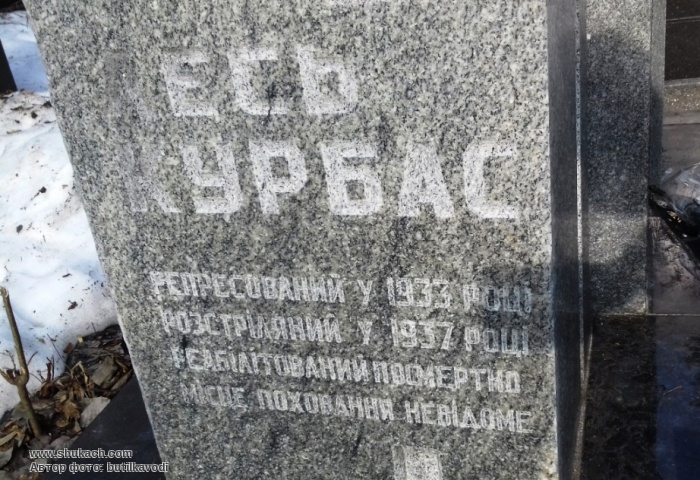 ЛЕСЬ
КУРБАС
РЕПРЕСОВАНИЙ У 1933 РОЦІ
РОЗСТРІЛЯНИЙ У 1937 РОЦІ
РЕАБІЛІТОВАНИЙ ПОСМЕРТНО
МІСЦЕ ПОХОВАННЯ НЕВІДОМЕ
www.shukach.com
Автор фото: butilkavodi